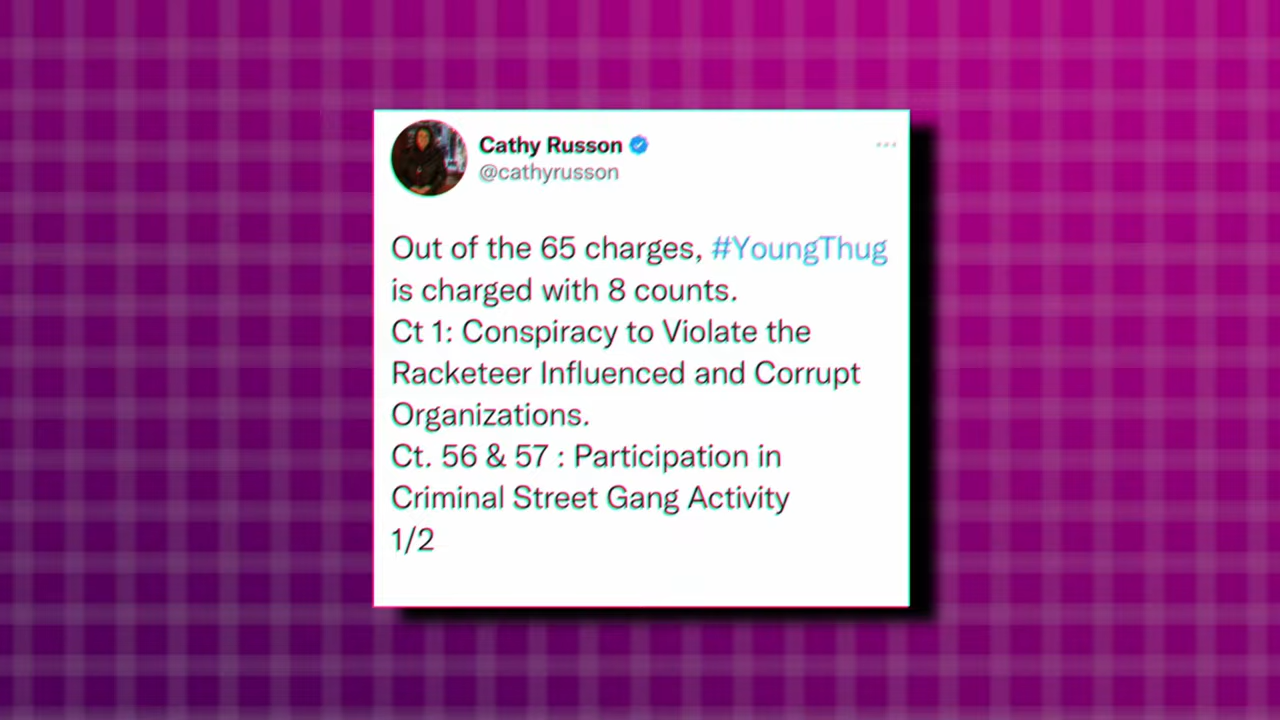 Cathy Russon
@cathyrusson
Out of the 65 charges, #YoungThug
is charged with 8 counts.
Ct 1: Conspiracy to Violate the
Racketeer Influenced and Corrupt
Organizations.
Ct. 56 & 57 : Participation in
Criminal Street Gang Activity
1/2